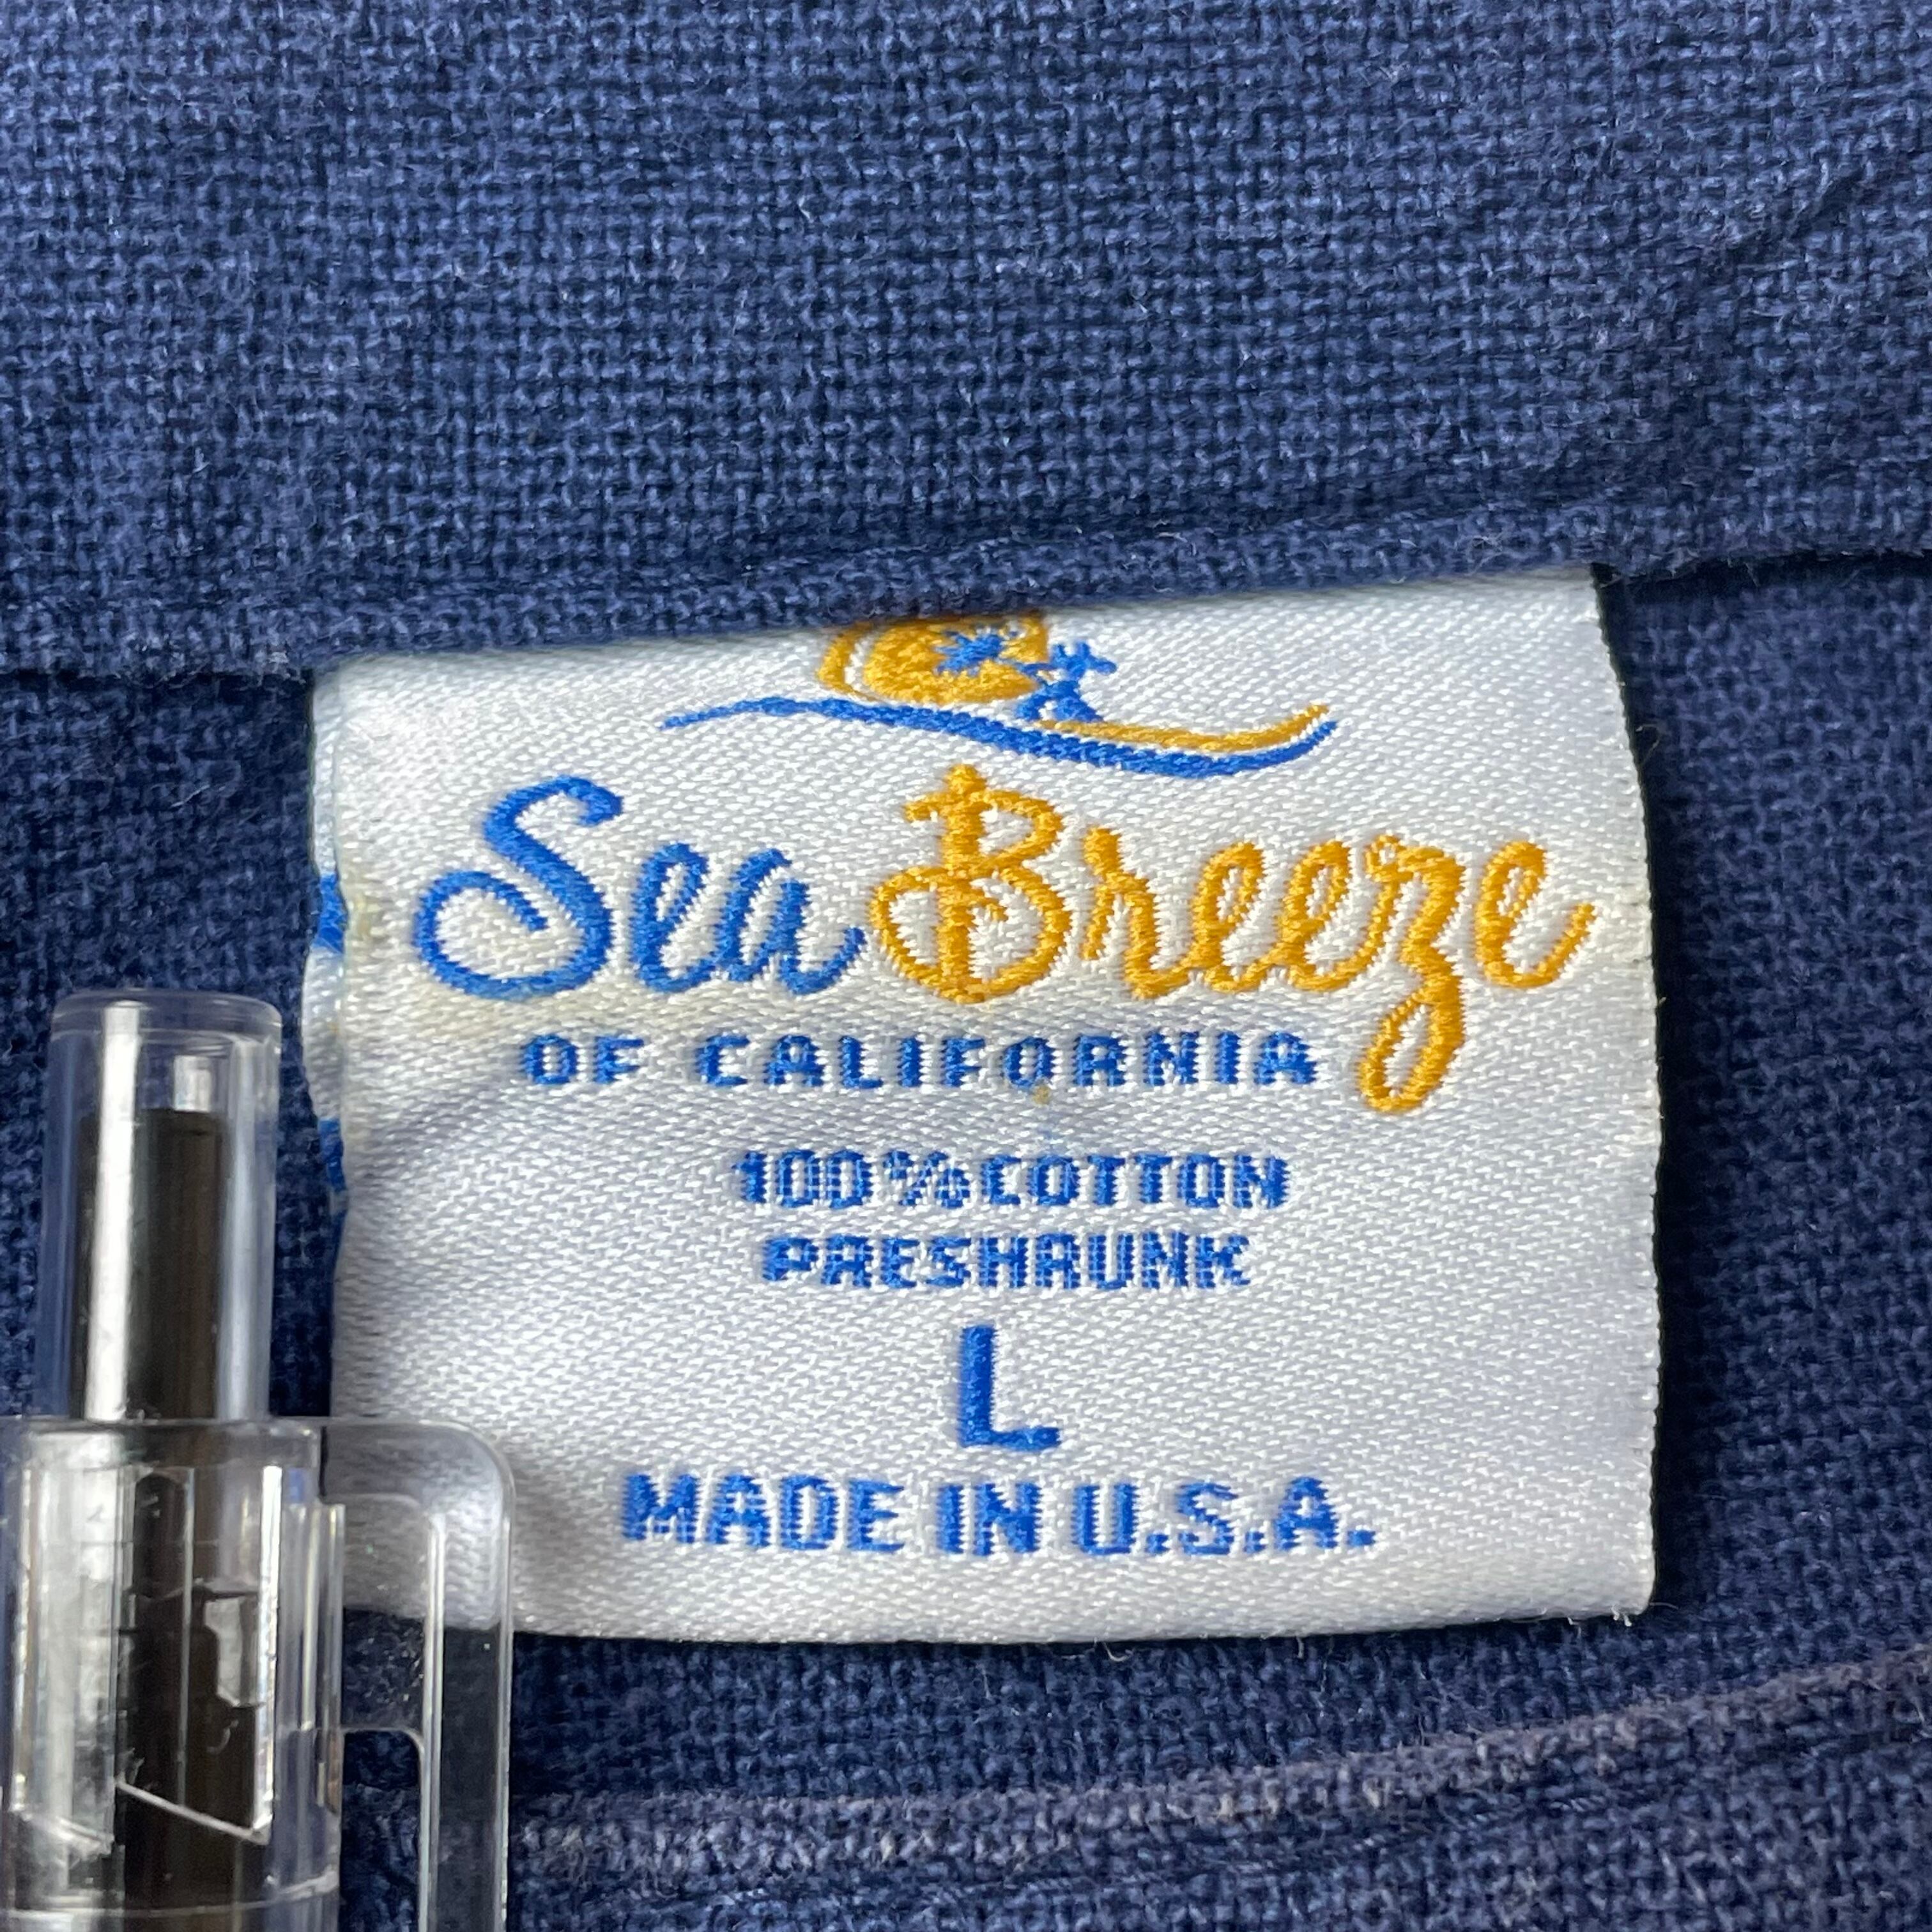 Sea Breeze
OF CALIFORNIA
100% COTTON
PRESHRUNK
L
MADE IN U.S.A.